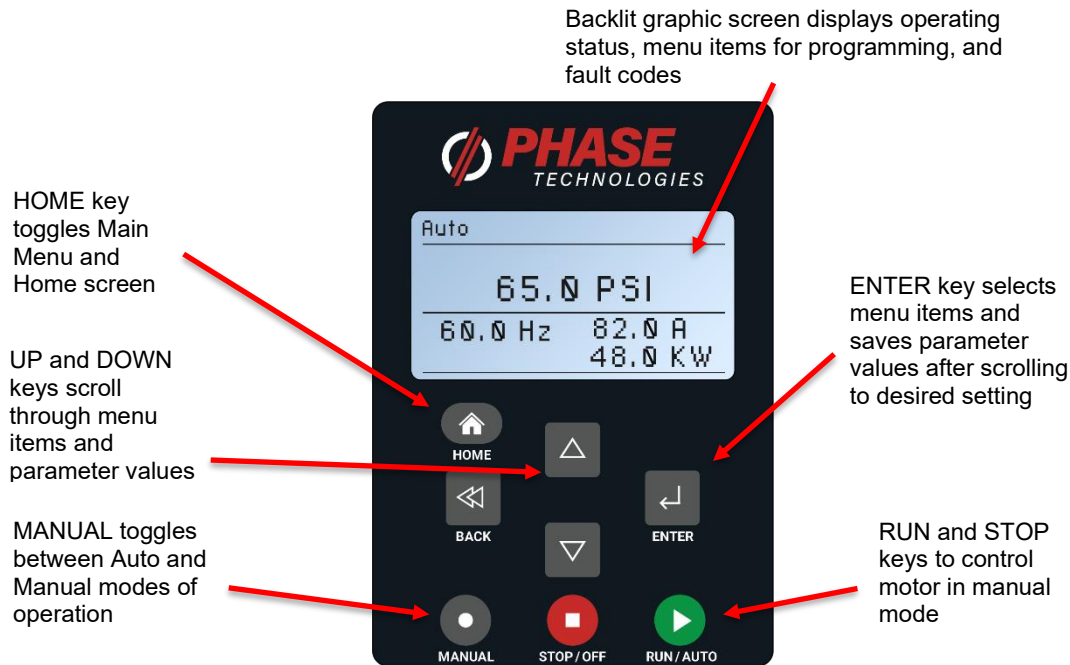 Backlit graphic screen displays operating
status, menu items for programming, and
fault codes
HOME key
toggles Main
Menu and
Home screen
UP and DOWN
keys scroll
through menu
items and
parameter values
MANUAL toggles
between Auto and
Manual modes of
operation
PHASE
TECHNOLOGIES
Auto
65.0 PSI
60.0 Hz 82.0 A
48.0 KW
HOME
BACK
ENTER
MANUAL
STOP/OFF
RUN/AUTO
ENTER key selects
menu items and
saves parameter
values after scrolling
to desired setting
RUN and STOP
keys to control
motor in manual
mode